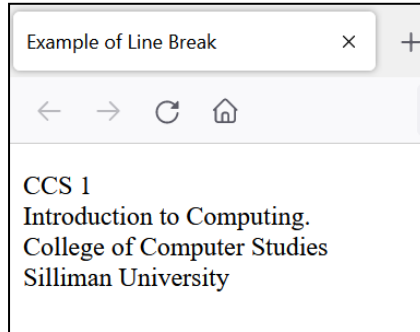 Example of Line Break
CCS 1
Introduction to Computing.
College of Computer Studies
Silliman University